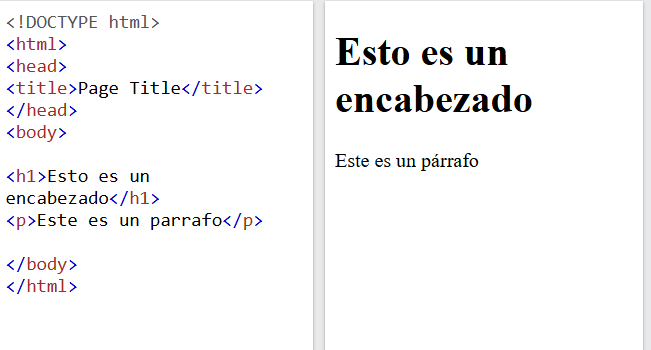 <!DOCTYPE html>
<html>
<head>
<title>Page Title</title>
</head>
<body>
<h1>Esto es un
encabezado</h1>
<p>Este es un parrafo</p>
</body>
</html>
Esto es un
encabezado
Este es un párrafo